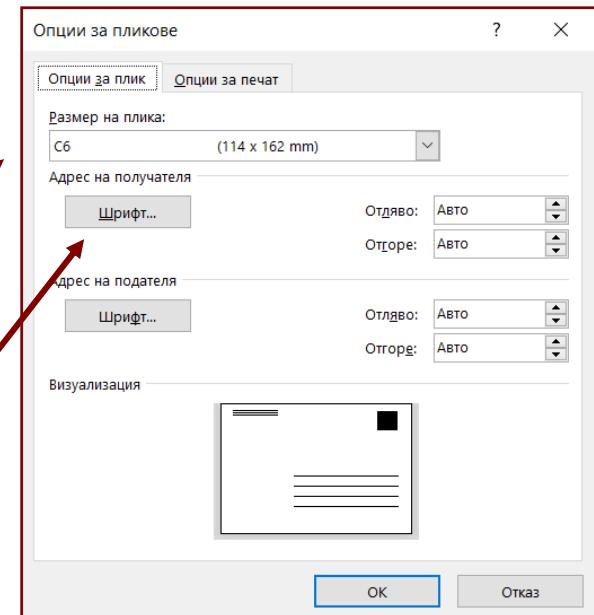 Опции за пликове ?
Опции за плик Опции за печат
Размер на плика:
C6 (114 x 162 mm)
Адрес на получателя
Шрифт... Отляво: Авто
Отгоре: Авто
Адрес на подателя
Шрифт... Отляво: Авто
Отгоре: Авто
Визуализация
ОК Отказ